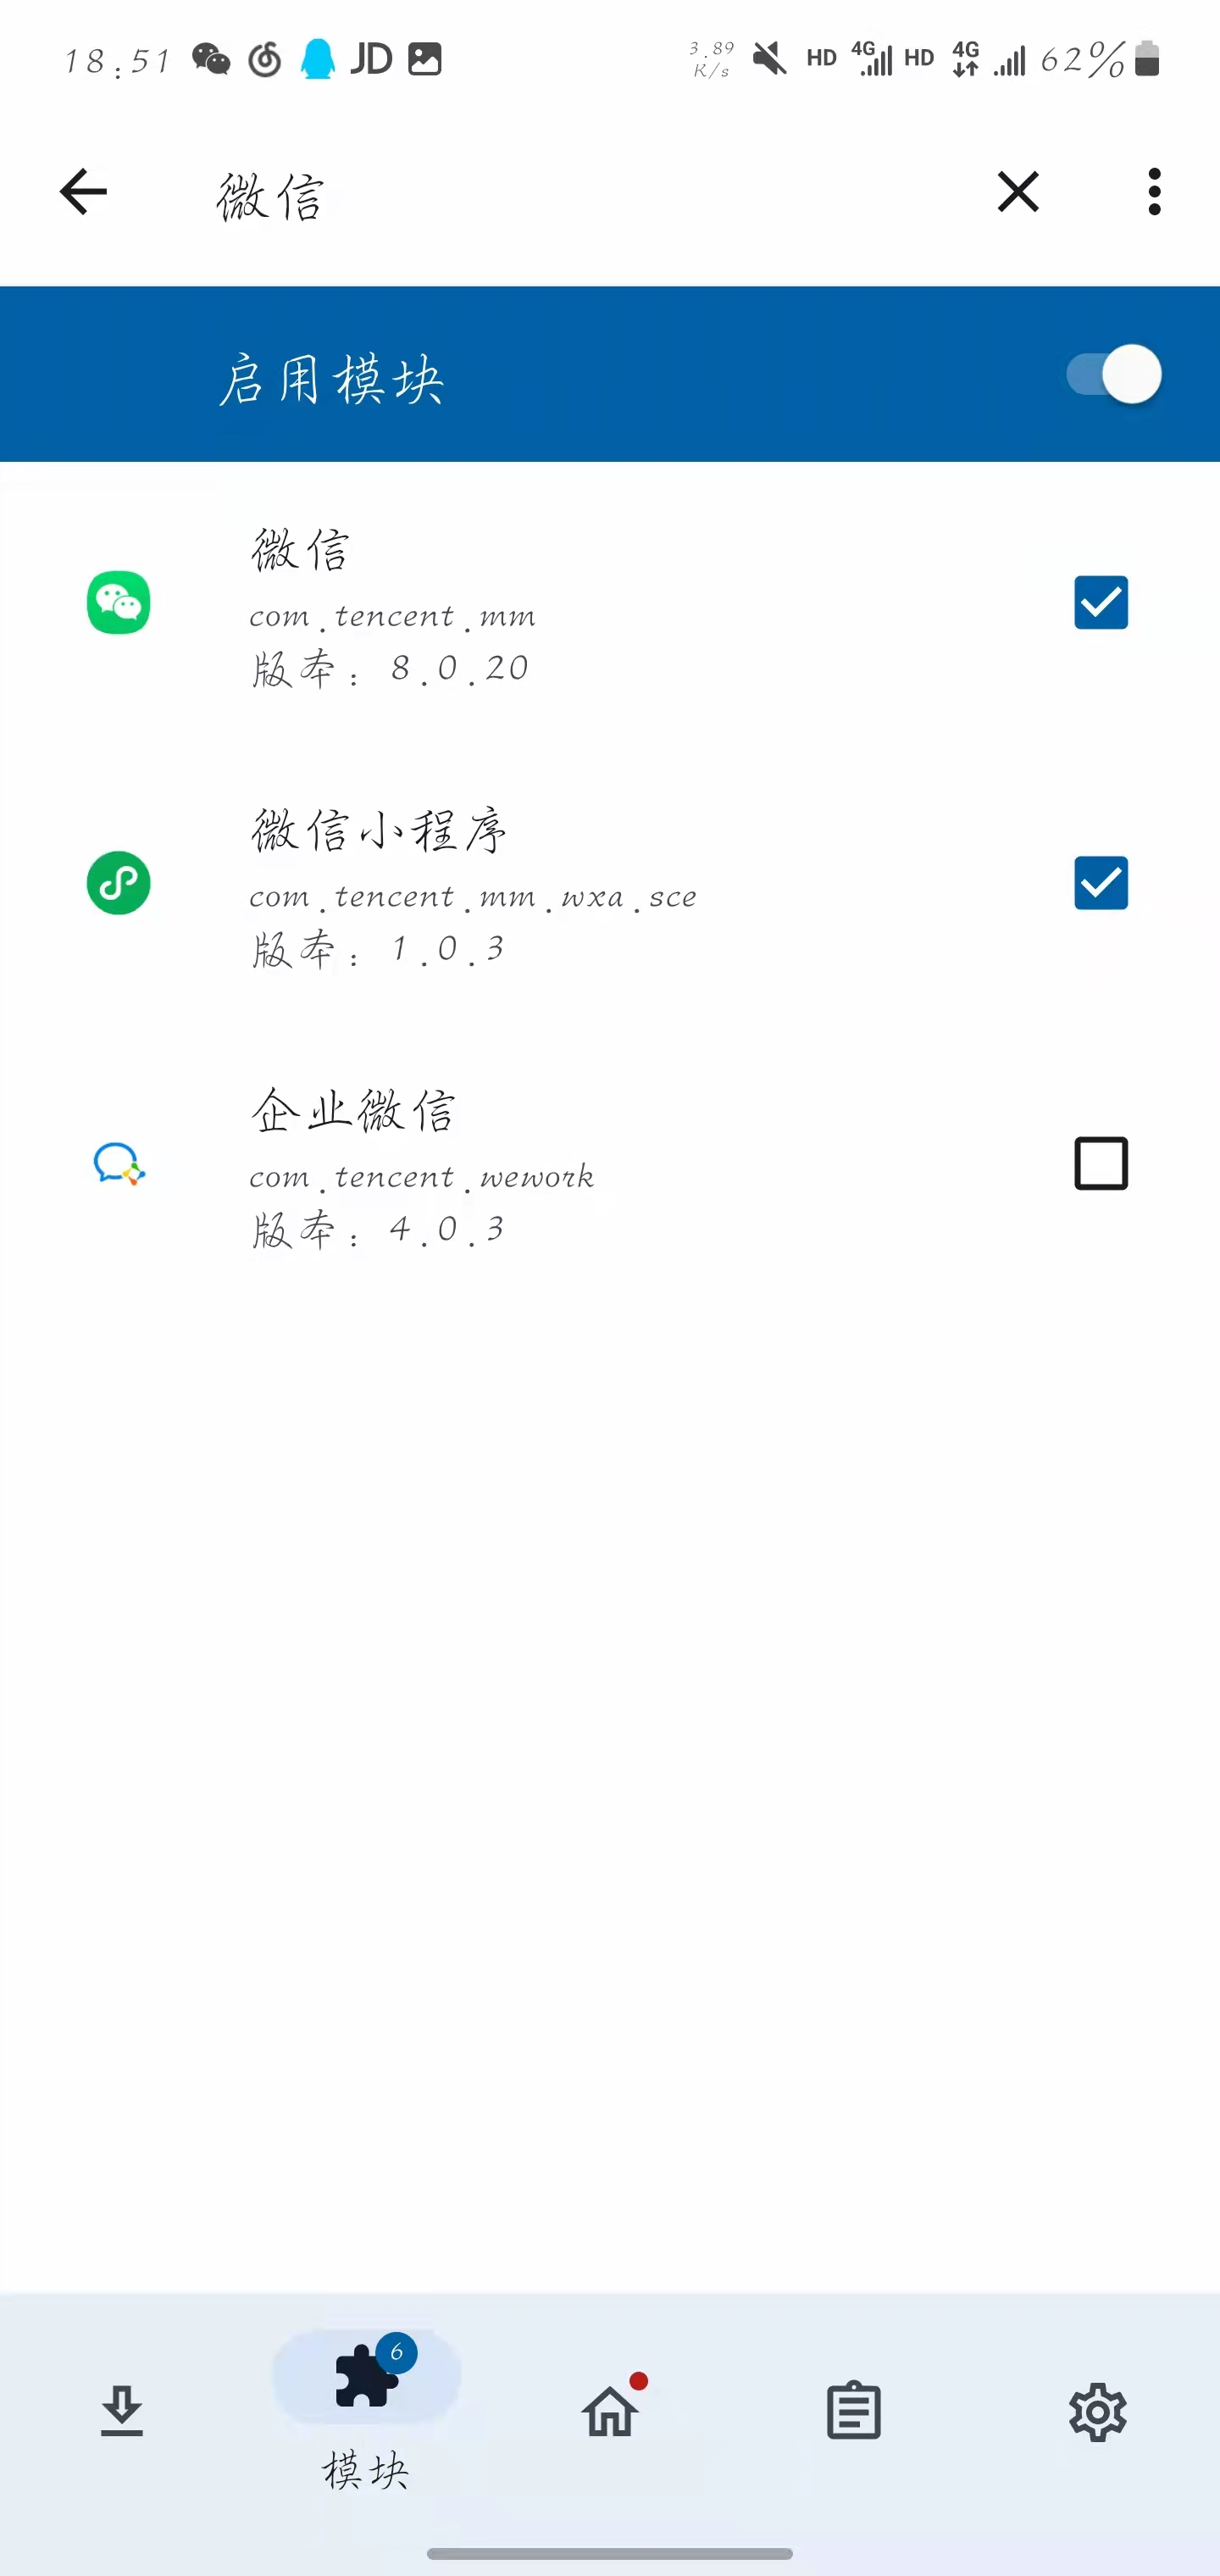 18:51 JD 3.89 K/s HD 4G HD 4G 62%
微信
启用模块
微信
com.tencent.mm
版本：8.0.20
微信小程序
com.tencent.mm.wxa.sce
版本：1.0.3
企业微信
com.tencent.wework
版本：4.0.3
6
模块